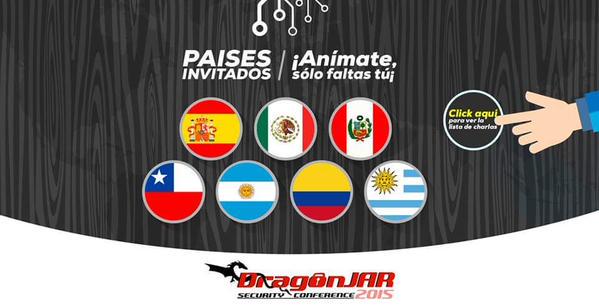 PAISES
INVITADOS
¡Anímate,
sólo faltas tú¡
Click aquí
para ver la
lista de charlas
DragonJAR
SECURITY CONFERENCE 2015